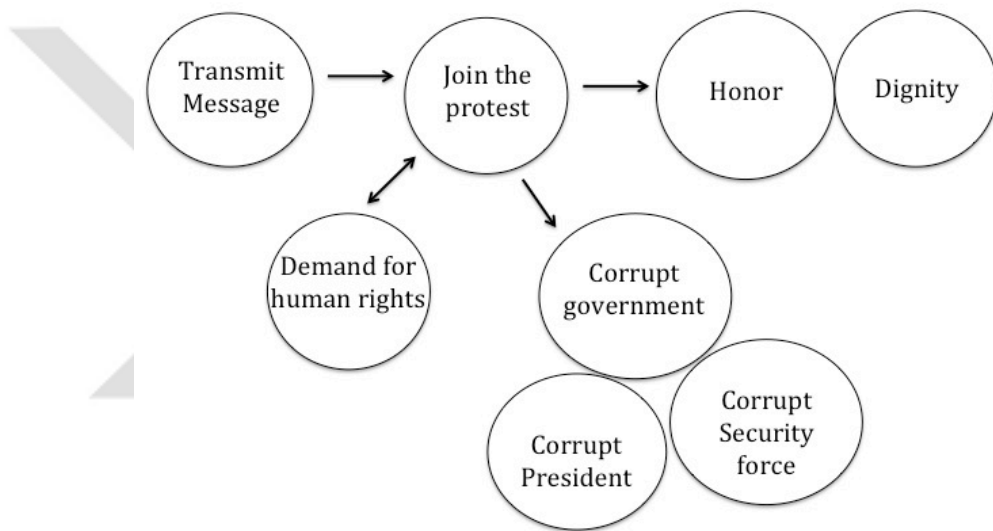 Transmit
Message
Join the
protest
Honor
Dignity
Demand for
human rights
Corrupt
government
Corrupt
President
Corrupt
Security
force